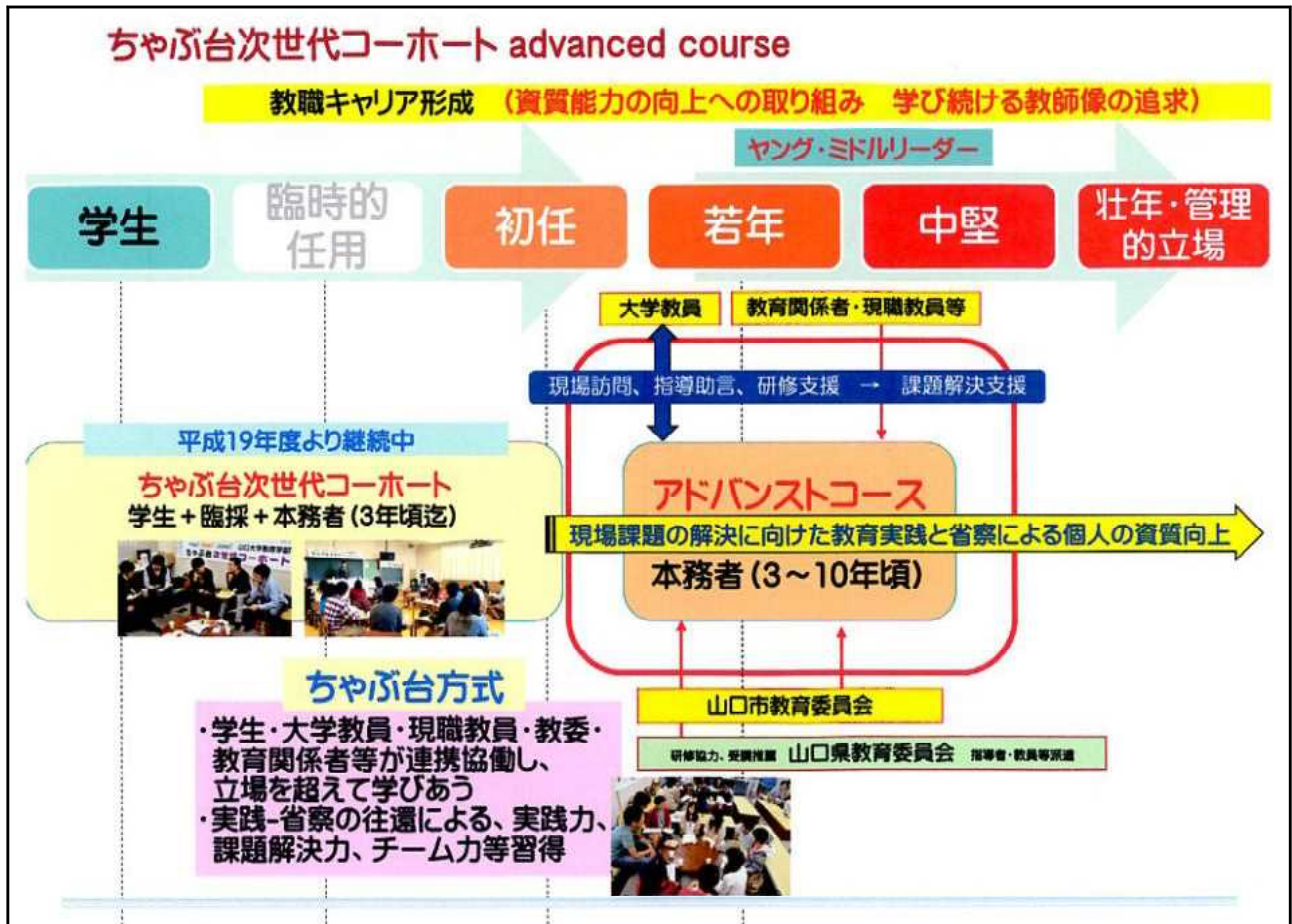 ちゃぶ台次世代コーホート advanced course
教職キャリア形成 （資質能力の向上への取り組み 学び続ける教師像の追求）
ヤング・ミドルリーダー
学生
臨時的
任用
初任
若年
中堅
壮年・管理
的立場
大学教員
教育関係者・現職教員等
現場訪問、指導助言、研修支援 → 課題解決支援
平成19年度より継続中
ちゃぶ台次世代コーホート
学生＋臨採＋本務者（3年頃迄）
アドバンストコース
現場課題の解決に向けた教育実践と省察による個人の資質向上
本務者（3～10年頃）
ちゃぶ台次世代コーホート
ちゃぶ台方式
・学生・大学教員・現職教員・教委・
教育関係者等が連携協働し、
立場を超えて学びあう
・実践-省察の往還による、実践力、
課題解決力、チーム力等習得
山口市教育委員会
研修協力、受講推薦 山口県教育委員会 指導者・教員等派遣